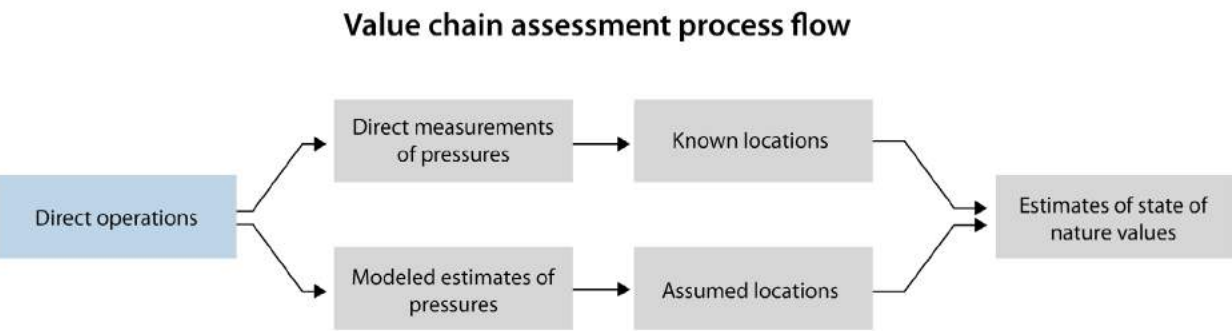 Value chain assessment process flow
Direct measurements
of pressures
Known locations
Direct operations
Estimates of state of
nature values
Modeled estimates of
pressures
Assumed locations